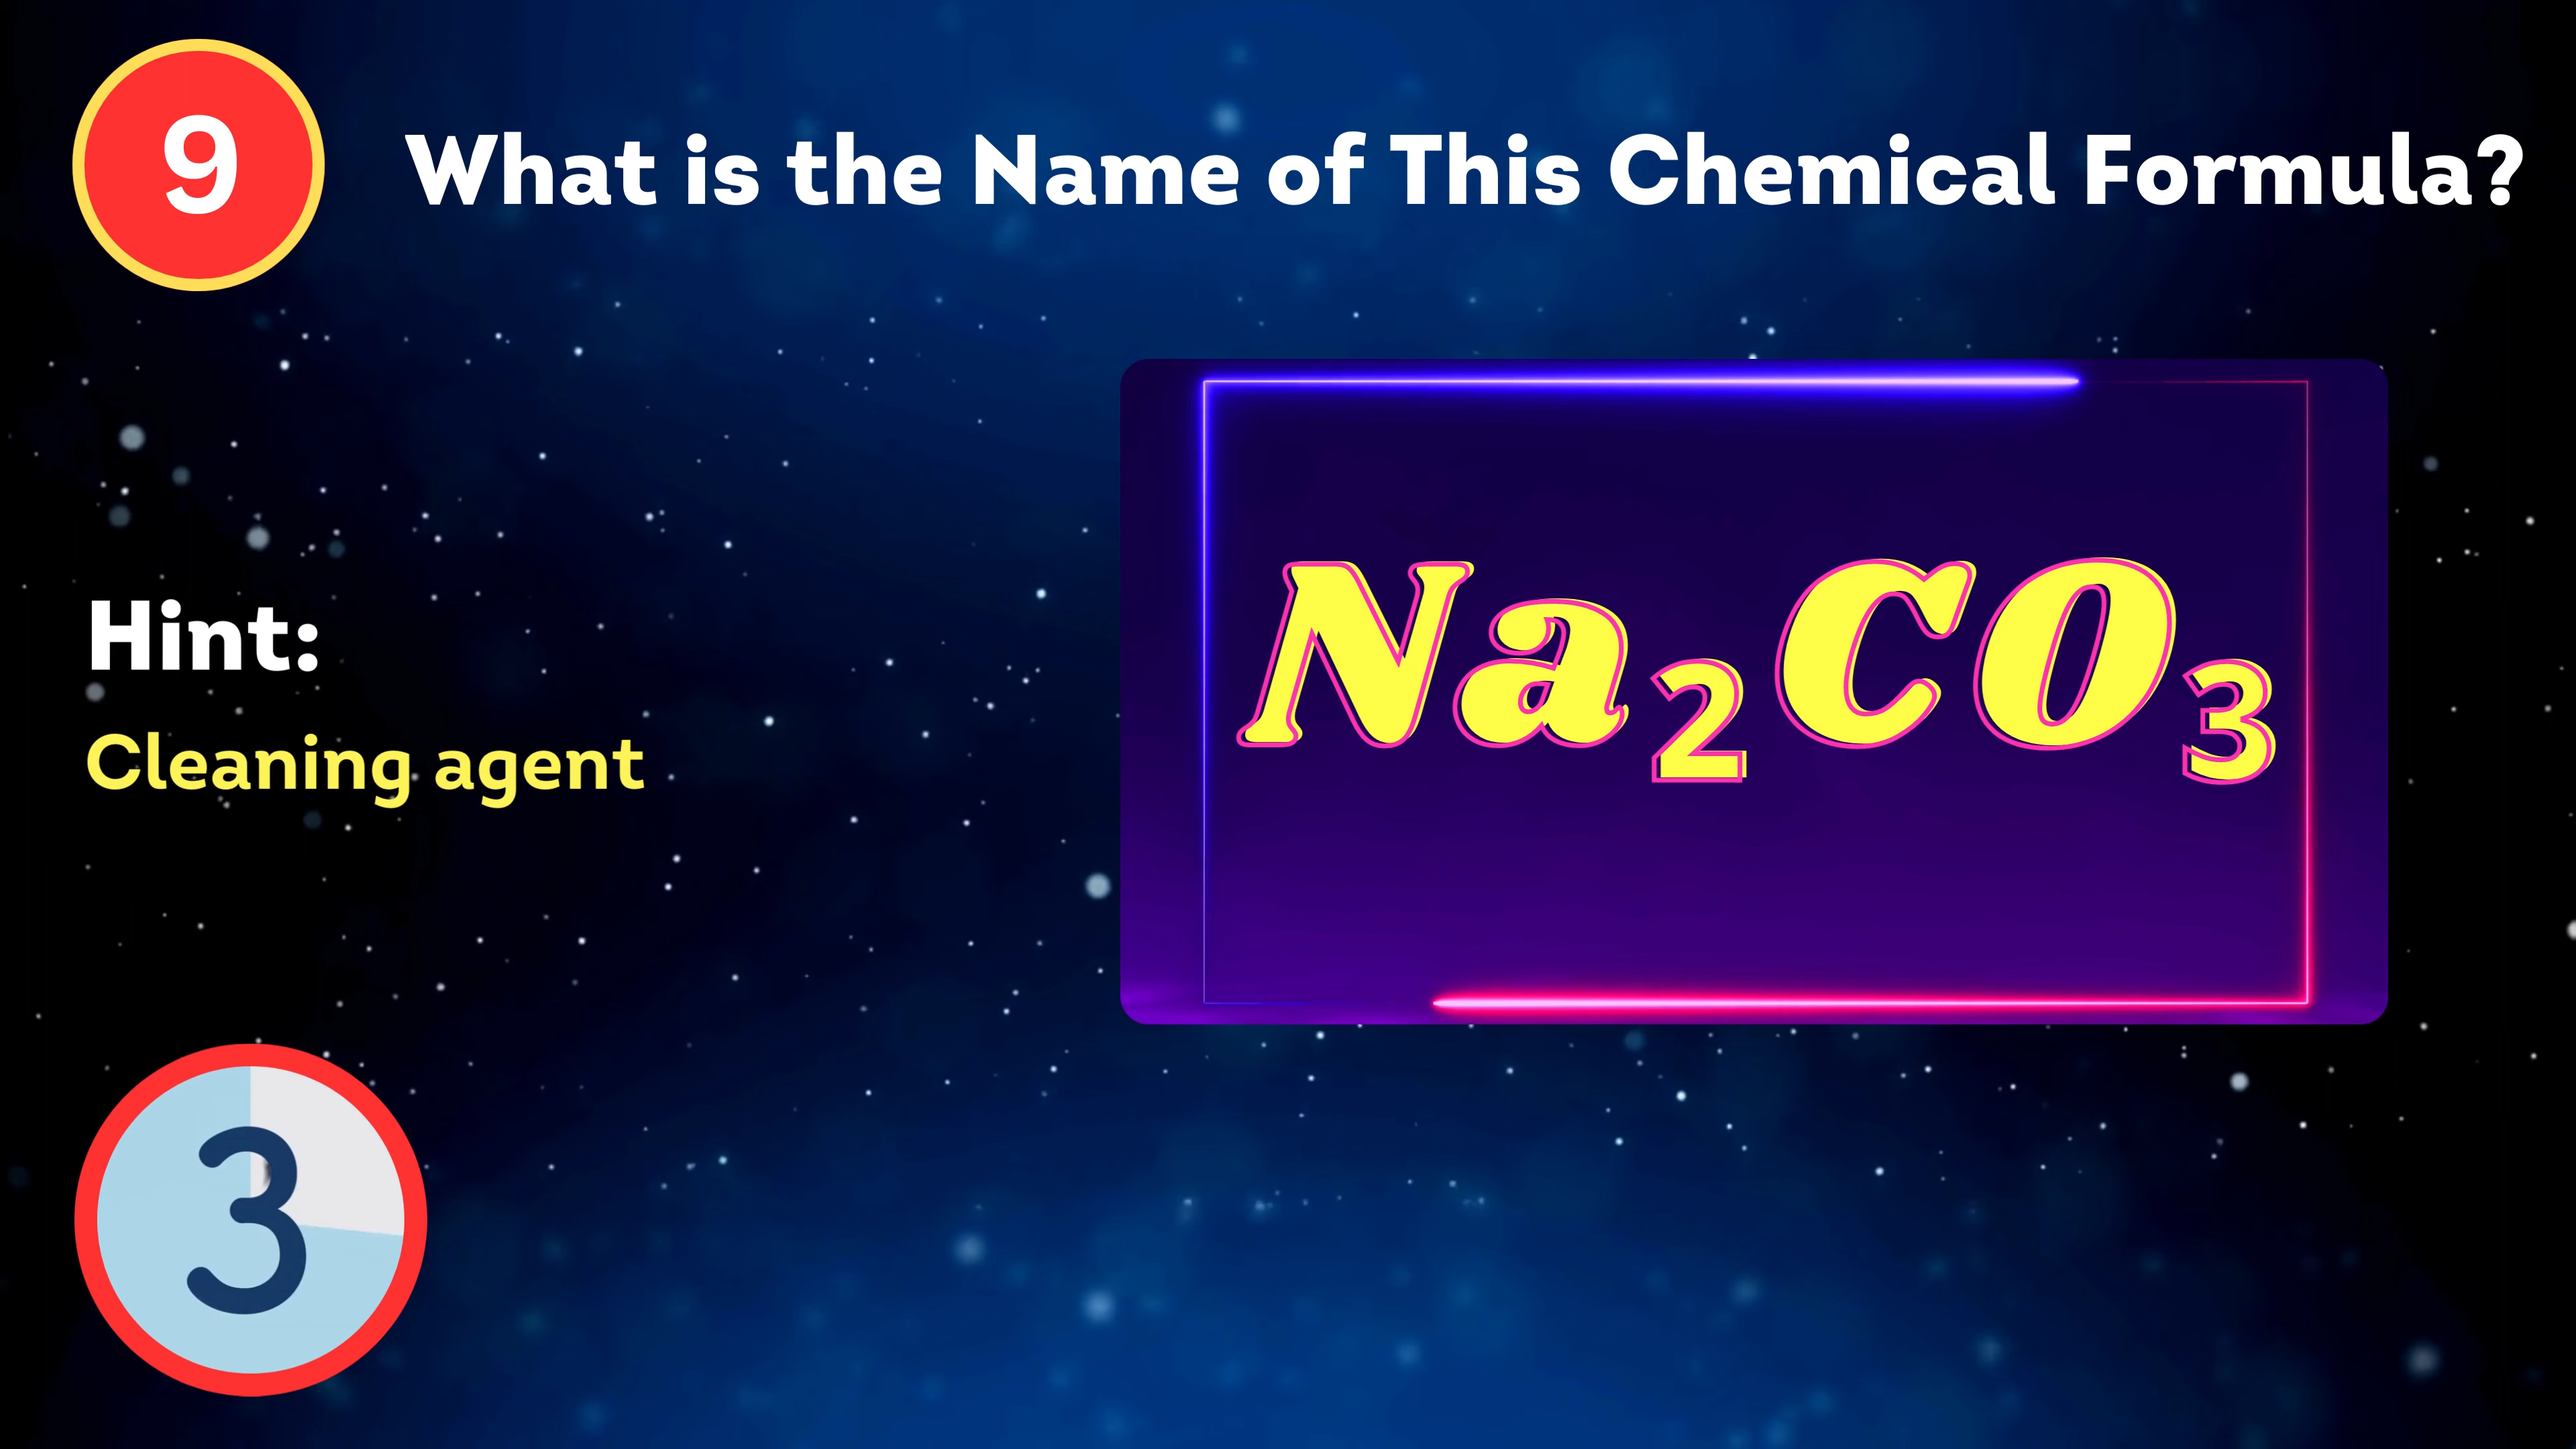 9
What is the Name of This Chemical Formula?
Na₂CO₃
Hint:
Cleaning agent
3